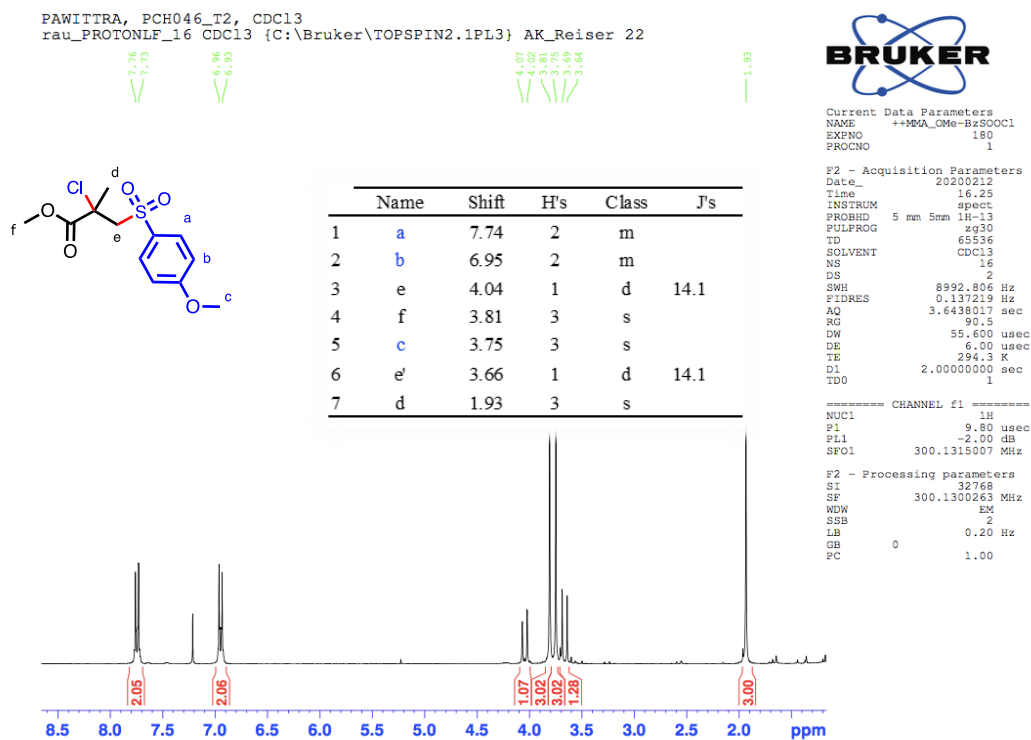 PAWITTRA, PCH046_T2, CDCl3
rau_PROTONLF_16 CDCl3 {C:\Bruker\TOPSPIN2.1PL3} AK_Reiser 22
7.76
7.73
6.96
6.93
4.07
4.02
3.81
3.75
3.69
3.64
1.93
BRUKER
Current Data Parameters
NAME ++MMA_OMe-BzSOOCl
EXPNO 180
PROCNO 1
F2 - Acquisition Parameters
Date_ 20200212
Time 16.25
INSTRUM spect
PROBHD 5 mm 5mm 1H-13
PULPROG zg30
TD 65536
SOLVENT CDCl3
NS 16
DS 2
SWH 8992.806 Hz
FIDRES 0.137219 Hz
AQ 3.6438017 sec
RG 90.5
DW 55.600 usec
DE 6.00 usec
TE 294.3 K
D1 2.00000000 sec
TD0 1
======== CHANNEL f1 ========
NUC1 1H
P1 9.80 usec
PL1 -2.00 dB
SFO1 300.1315007 MHz
F2 - Processing parameters
SI 32768
SF 300.1300263 MHz
WDW EM
SSB 2
LB 0.20 Hz
GB 0
PC 1.00
d
Cl
O
O
f
O
S
a
e
O
b
O
c
Name Shift H's Class J's
1 a 7.74 2 m
2 b 6.95 2 m
3 e 4.04 1 d 14.1
4 f 3.81 3 s
5 c 3.75 3 s
6 e' 3.66 1 d 14.1
7 d 1.93 3 s
2.05
2.06
1.07
3.02
3.02
1.28
3.00
8.5 8.0 7.5 7.0 6.5 6.0 5.5 5.0 4.5 4.0 3.5 3.0 2.5 2.0 ppm